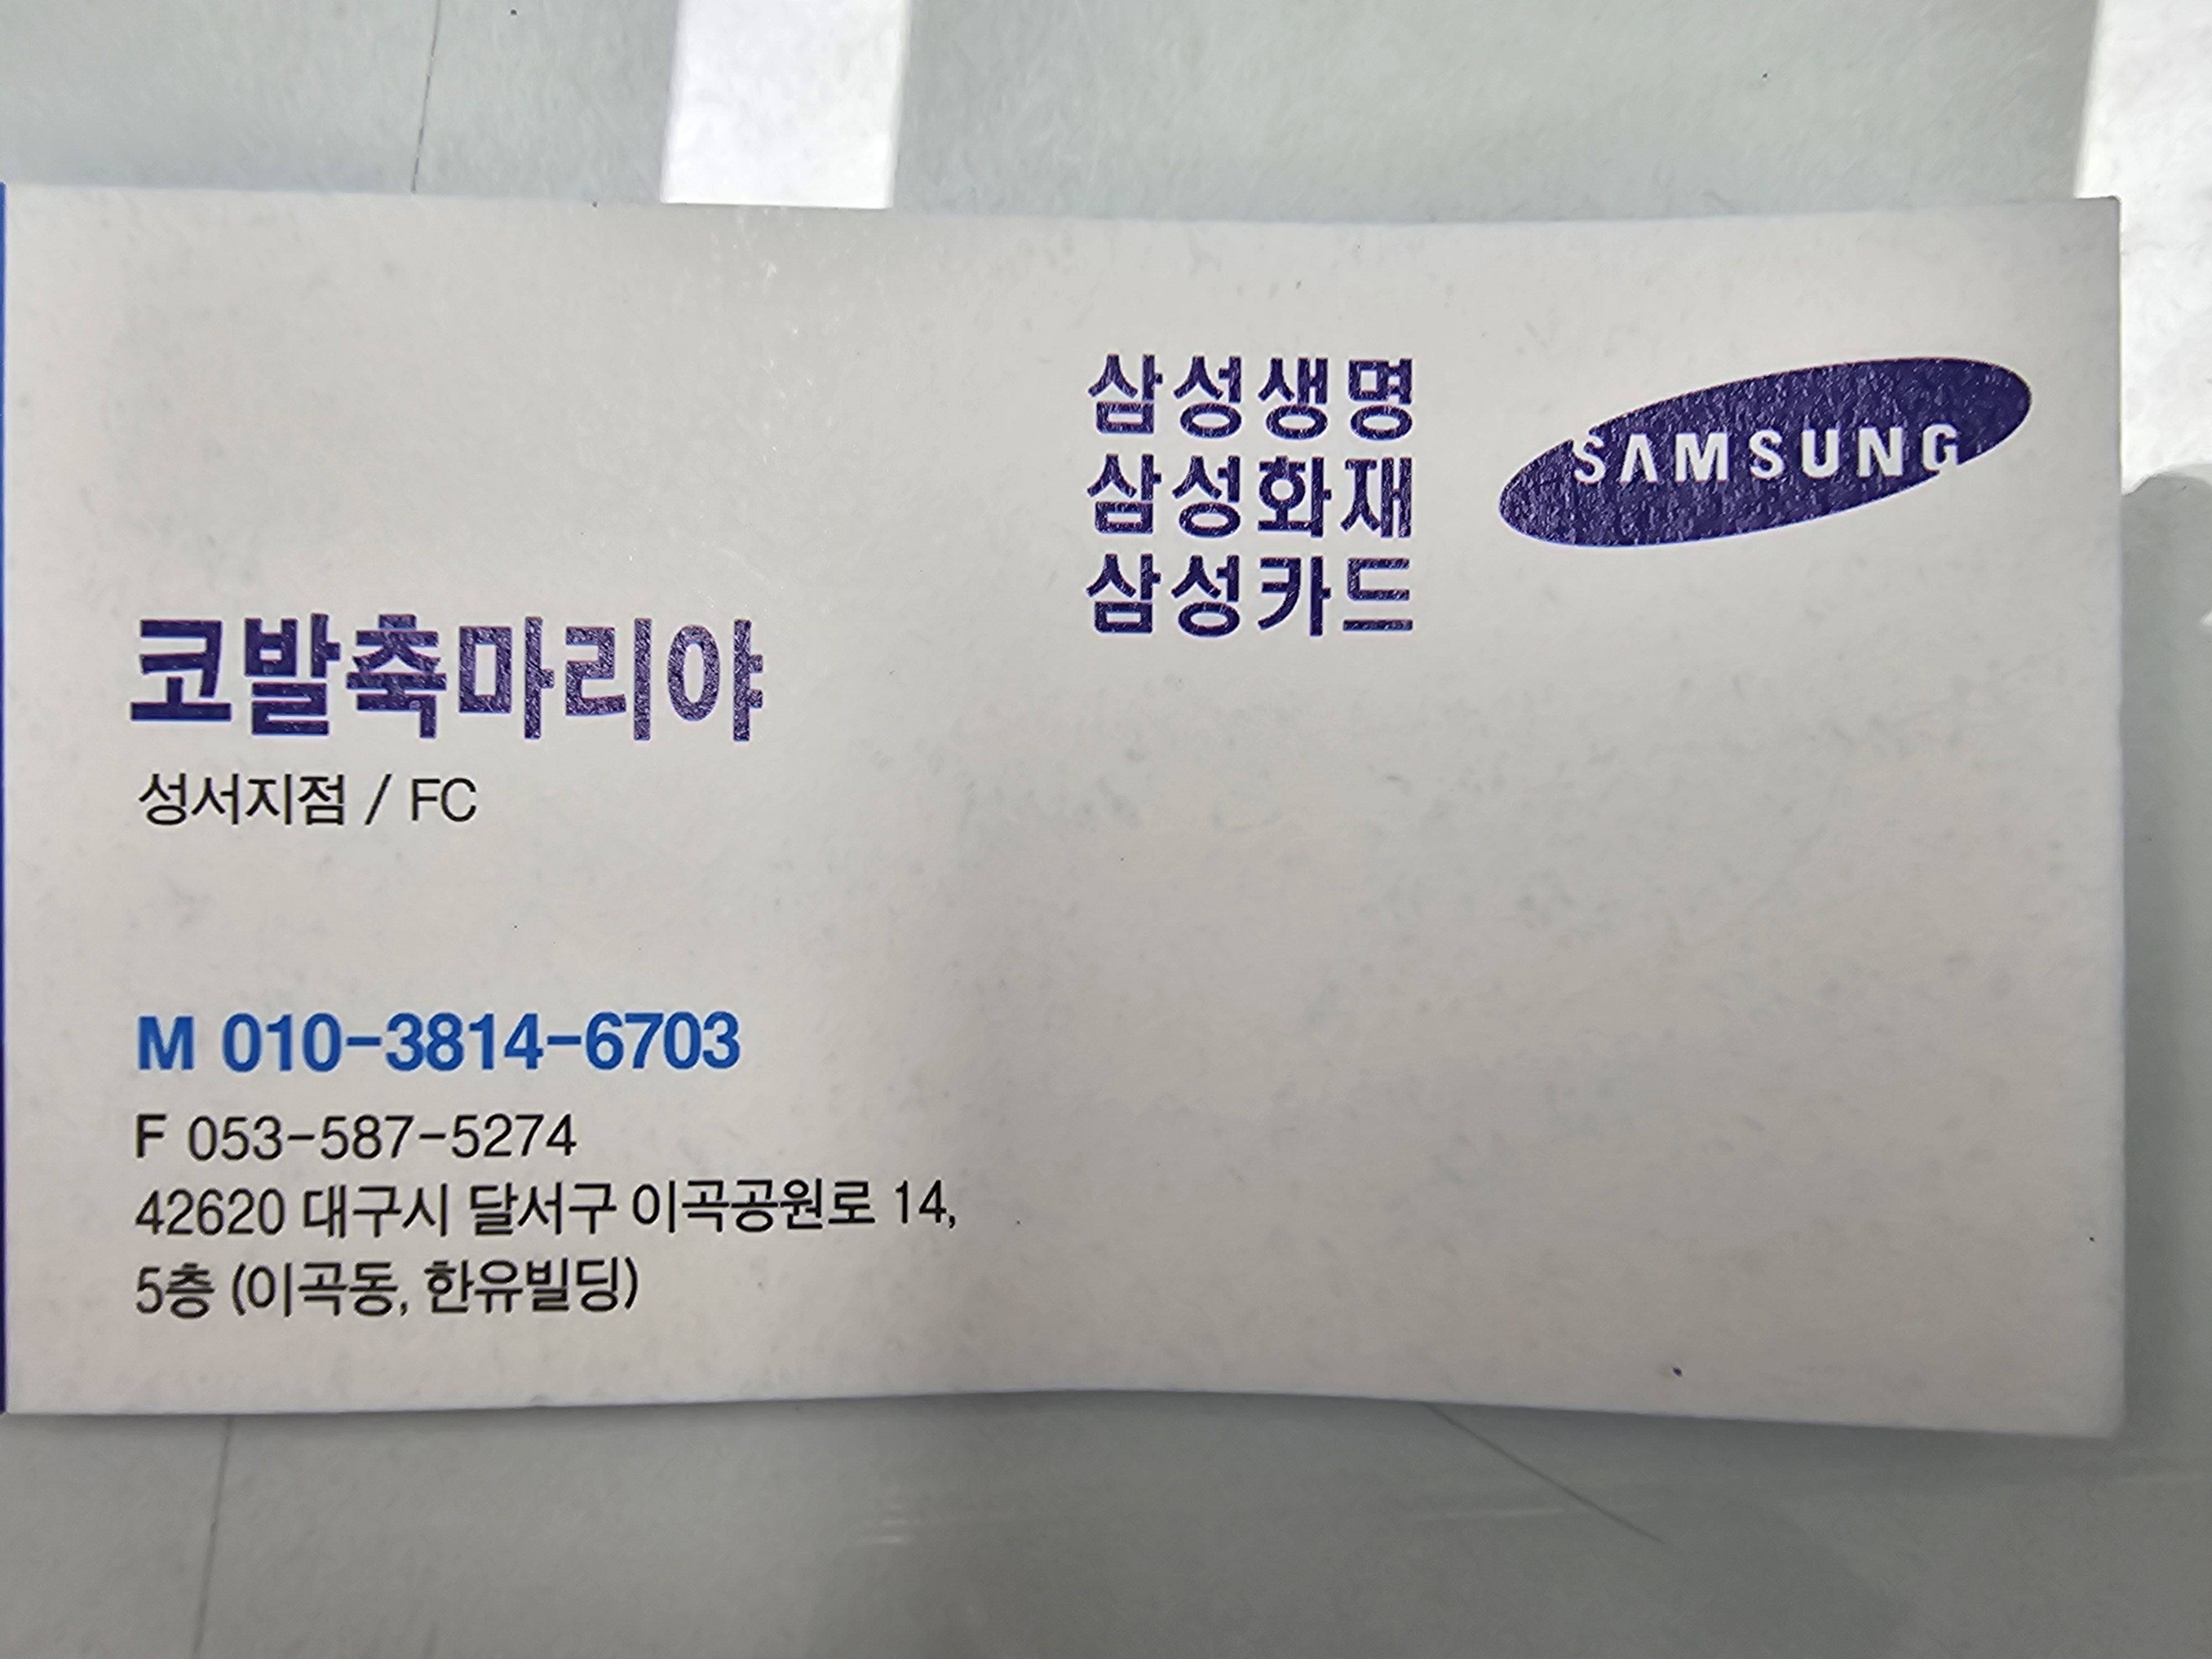 삼성생명
삼성화재
삼성카드
SAMSUNG
코발축마리야
성서지점 / FC
M 010-3814-6703
F 053-587-5274
42620 대구시 달서구 이곡공원로 14,
5층 (이곡동, 한유빌딩)